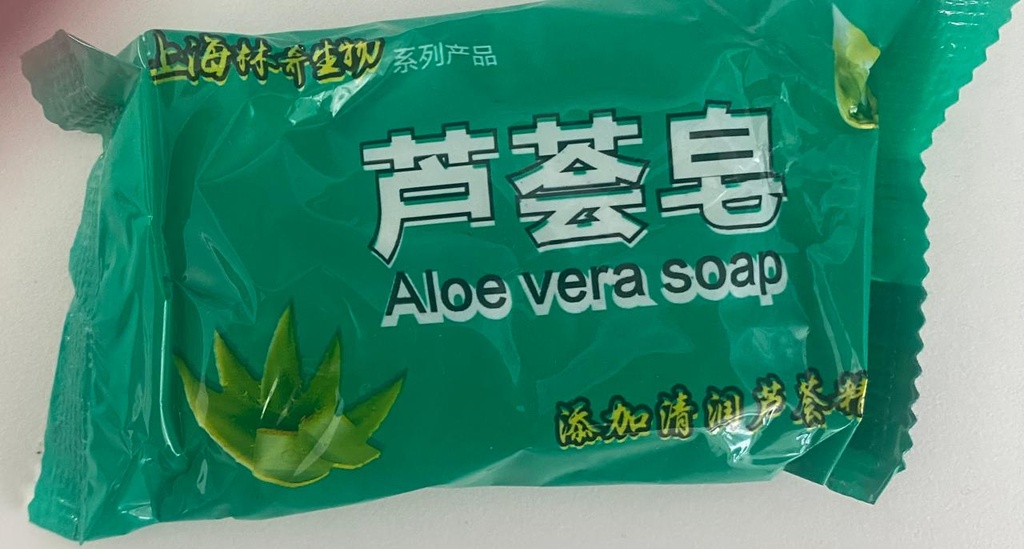 上海林奇生物 系列产品
芦荟皂
Aloe vera soap
添加清润芦荟精